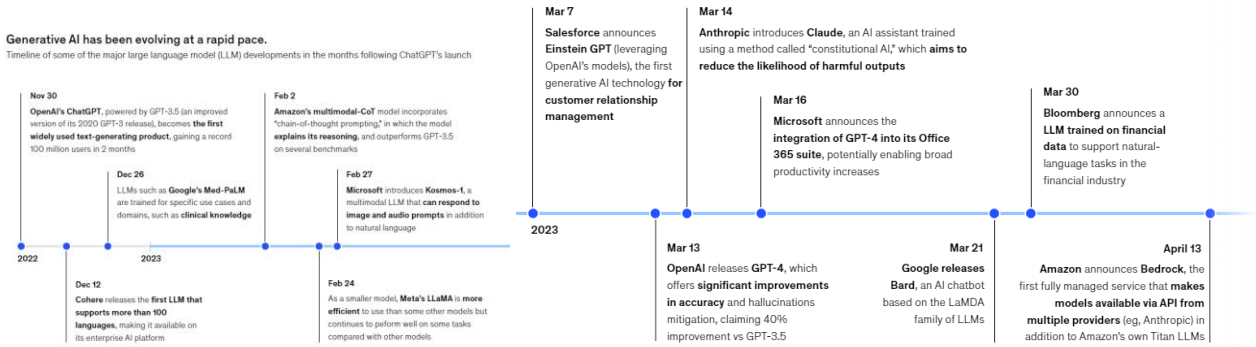 Generative AI has been evolving at a rapid pace.
Timeline of some of the major large language model (LLM) developments in the months following ChatGPT's launch
Nov 30
OpenAI's ChatGPT, powered by GPT-3.5 (an improved
version of its 2020 GPT-3 release), becomes the first
widely used text-generating product, gaining a record
100 million users in 2 months
Dec 26
LLMs such as Google's Med-PaLM
are trained for specific use cases and
domains, such as clinical knowledge
Feb 2
Amazon's multimodal-CoT model incorporates
"chain-of-thought prompting," in which the model
explains its reasoning, and outperforms GPT-3.5
on several benchmarks
Feb 27
Microsoft introduces Kosmos-1, a
multimodal LLM that can respond to
image and audio prompts in addition
to natural language
2022
2023
Dec 12
Cohere releases the first LLM that
supports more than 100
languages, making it available on
its enterprise AI platform
Feb 24
As a smaller model, Meta's LLaMA is more
efficient to use than some other models but
continues to peform well on some tasks
compared with other models
Mar 7
Salesforce announces
Einstein GPT (leveraging
OpenAI's models), the first
generative AI technology for
customer relationship
management
Mar 14
Anthropic introduces Claude, an AI assistant trained
using a method called "constitutional AI," which aims to
reduce the likelihood of harmful outputs
Mar 16
Microsoft announces the
integration of GPT-4 into its Office
365 suite, potentially enabling broad
productivity increases
Mar 30
Bloomberg announces a
LLM trained on financial
data to support natural-
language tasks in the
financial industry
2023
Mar 13
OpenAI releases GPT-4, which
offers significant improvements
in accuracy and hallucinations
mitigation, claiming 40%
improvement vs GPT-3.5
Mar 21
Google releases
Bard, an AI chatbot
based on the LaMDA
family of LLMs
April 13
Amazon announces Bedrock, the
first fully managed service that makes
models available via API from
multiple providers (eg, Anthropic) in
addition to Amazon's own Titan LLMs